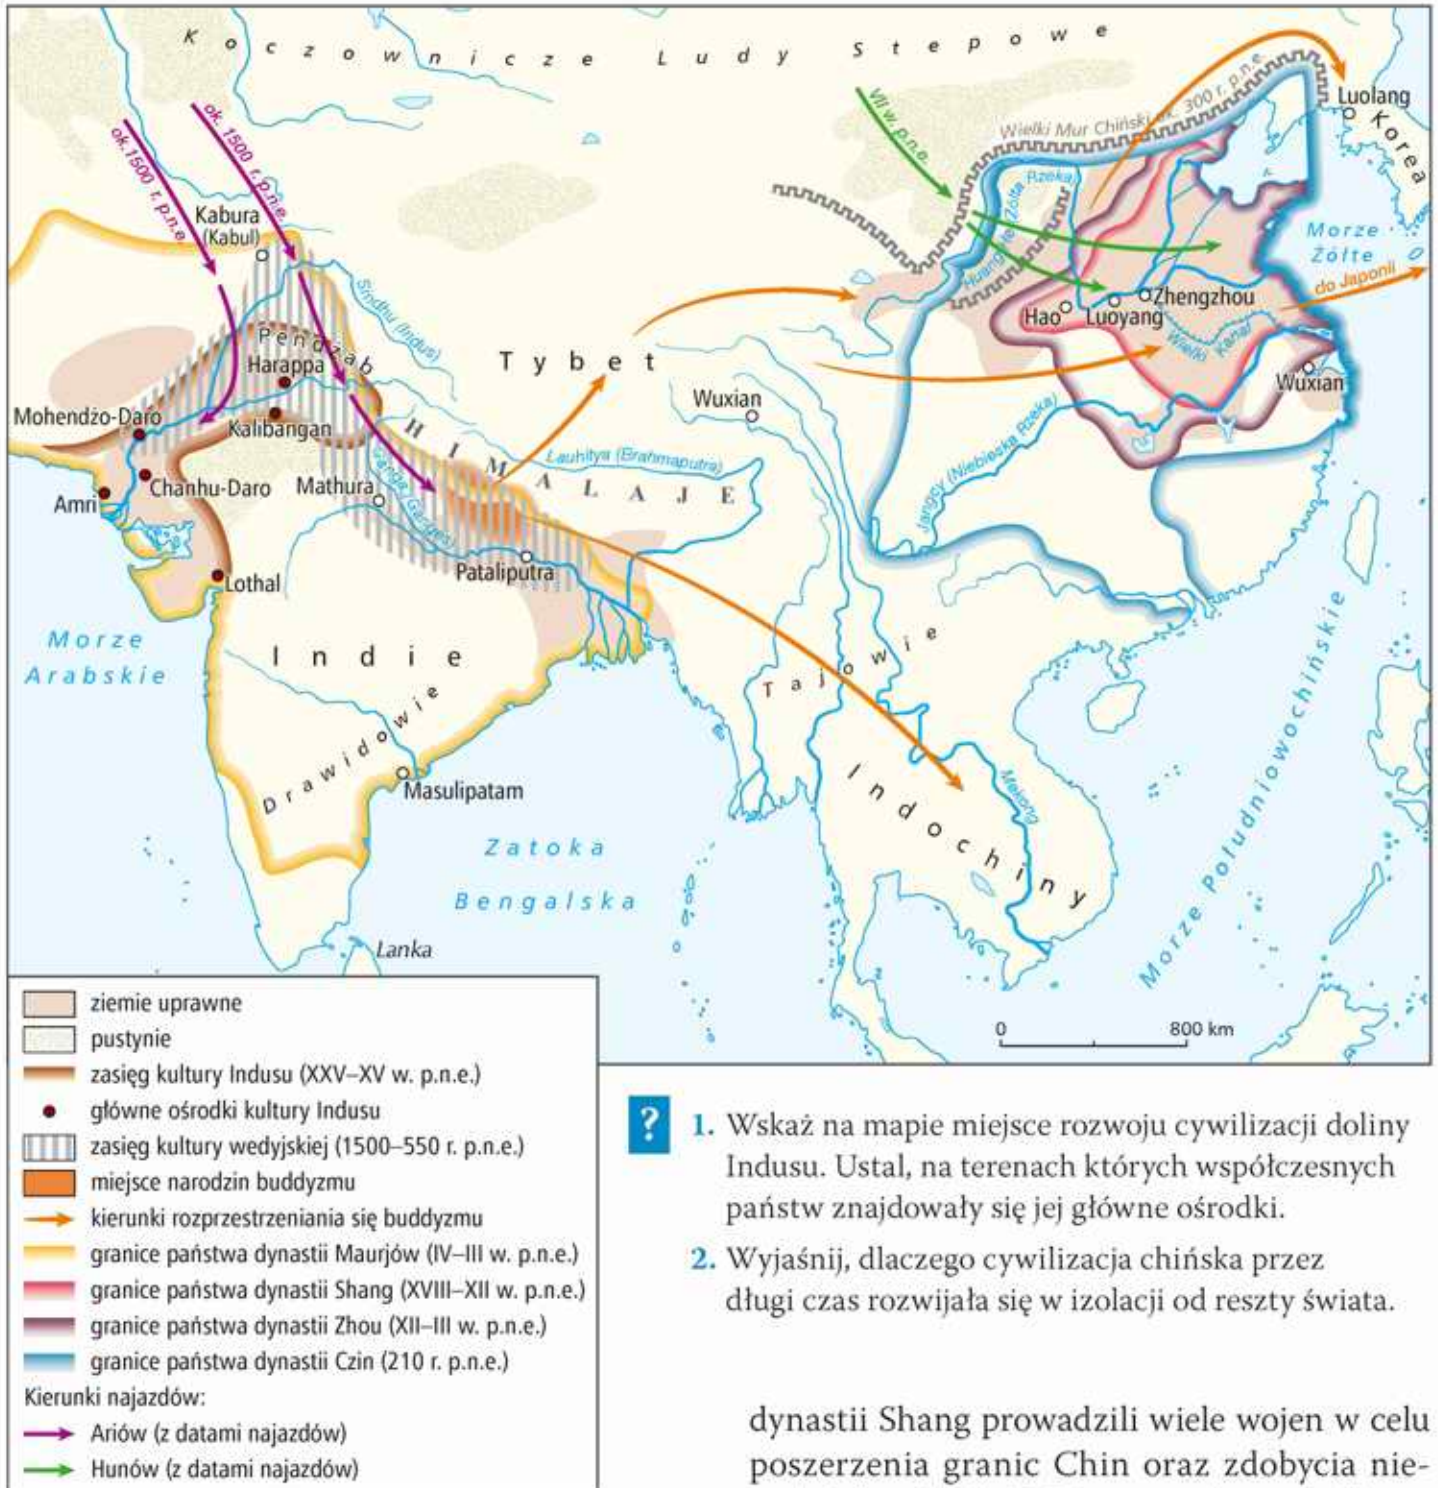 Koczownicze Ludy Stepowe
ok. 1500 r. p.n.e.
ok. 1500 r. p.n.e.
VII w. p.n.e.
Wielki Mur Chiński ok. 300 r. p.n.e.
Luolang
Korea
Kabura
(Kabul)
Sindhu (Indus)
Huang He (Żółta Rzeka)
Morze
Żółte
do Japonii
Pendżab
Harappa
Tybet
Hao
Luoyang
Zhengzhou
Wielki Kanał
Wuxian
Mohendżo-Daro
Kalibangan
Wuxian
HIMALAJE
Lauhitya (Brahmaputra)
Jangcy (Niebieska Rzeka)
Amri
Chanhu-Daro
Mathura
Ganga (Ganges)
Pataliputra
Lothal
Morze
Arabskie
Indie
Tajowie
Drawidowie
Masulipatam
Indochiny
Mekong
Morze Południowochińskie
Zatoka
Bengalska
Lanka
0 800 km
ziemie uprawne
pustynie
zasięg kultury Indusu (XXV–XV w. p.n.e.)
główne ośrodki kultury Indusu
zasięg kultury wedyjskiej (1500–550 r. p.n.e.)
miejsce narodzin buddyzmu
kierunki rozprzestrzeniania się buddyzmu
granice państwa dynastii Maurjów (IV–III w. p.n.e.)
granice państwa dynastii Shang (XVIII–XII w. p.n.e.)
granice państwa dynastii Zhou (XII–III w. p.n.e.)
granice państwa dynastii Czin (210 r. p.n.e.)
Kierunki najazdów:
Ariów (z datami najazdów)
Hunów (z datami najazdów)
?
1. Wskaż na mapie miejsce rozwoju cywilizacji doliny
Indusu. Ustal, na terenach których współczesnych
państw znajdowały się jej główne ośrodki.
2. Wyjaśnij, dlaczego cywilizacja chińska przez
długi czas rozwijała się w izolacji od reszty świata.
dynastii Shang prowadzili wiele wojen w celu
poszerzenia granic Chin oraz zdobycia nie-